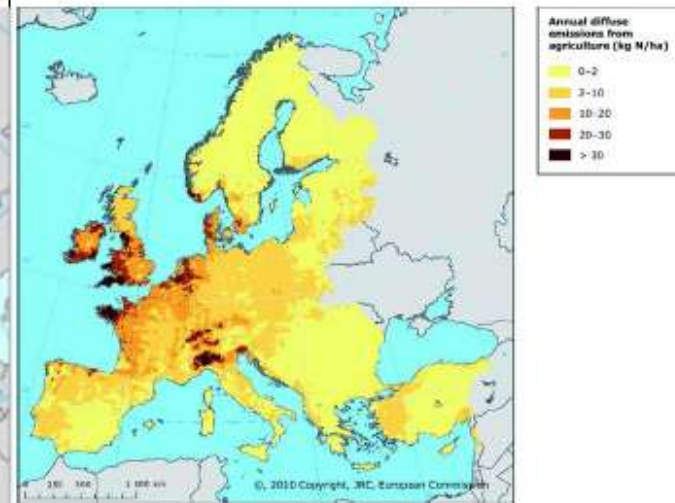 Annual diffuse
emissions from
agriculture (kg N/ha)
0–2
2–10
10–20
20–30
> 30
©, 2010 Copyright, JRC, European Commission